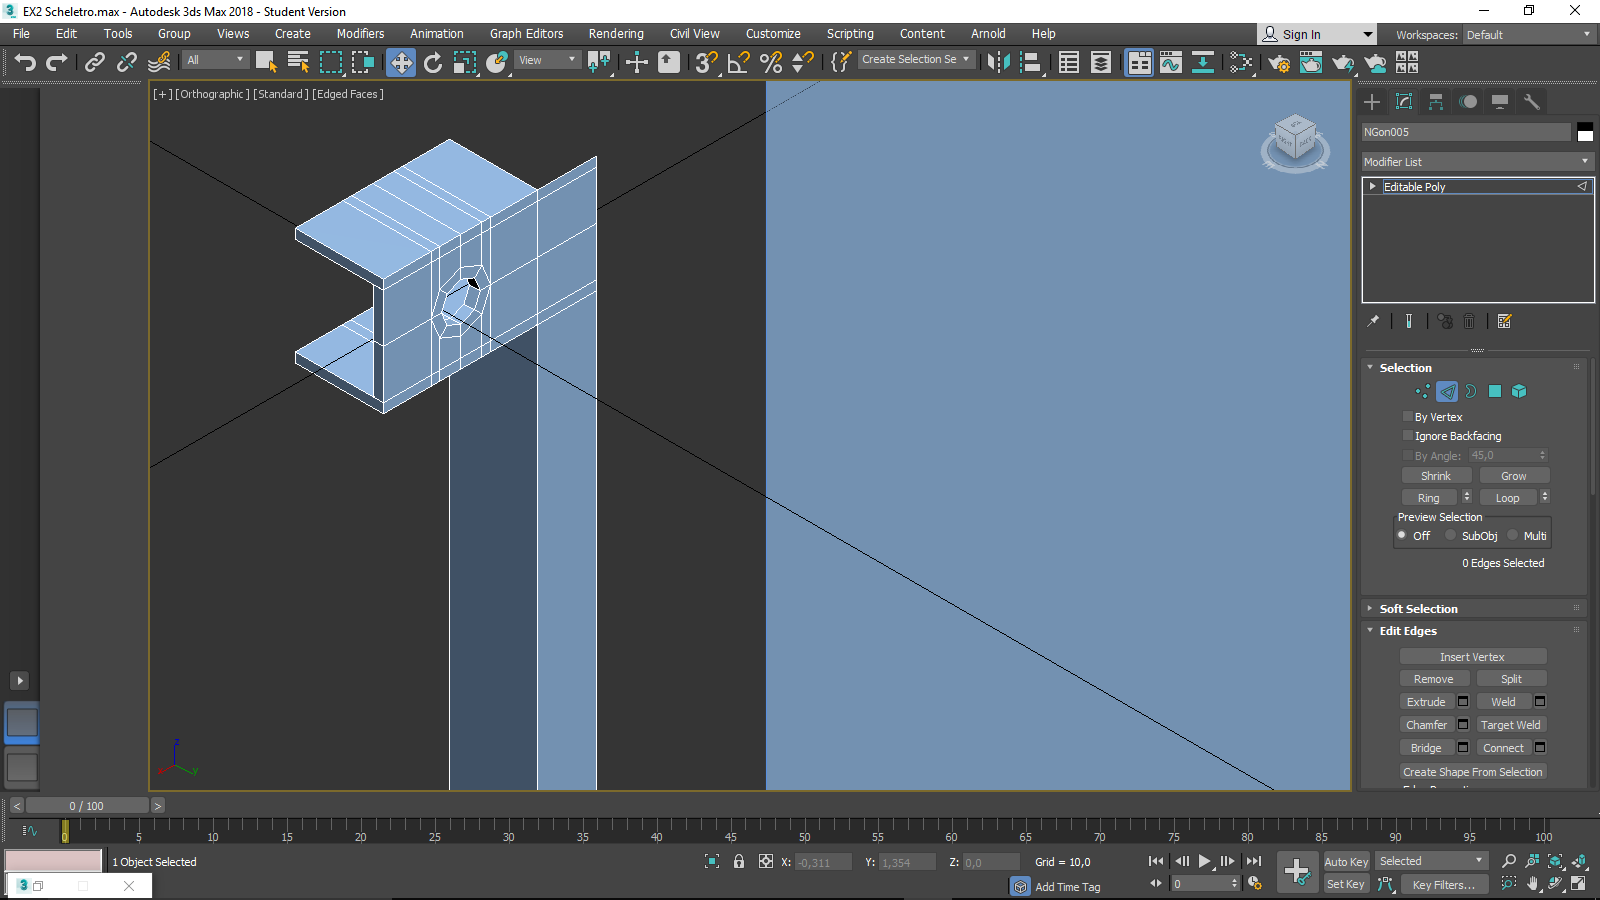 EX2 Scheletro.max - Autodesk 3ds Max 2018 - Student Version
File Edit Tools Group Views Create Modifiers Animation Graph Editors Rendering Civil View Customize Scripting Content Arnold Help Sign In Workspaces: Default
All View Create Selection Se
[+] [Orthographic] [Standard] [Edged Faces]
NGon005
Modifier List
Editable Poly
Selection
By Vertex
Ignore Backfacing
By Angle: 45,0
Shrink Grow
Ring Loop
Preview Selection
Off SubObj Multi
0 Edges Selected
Soft Selection
Edit Edges
Insert Vertex
Remove Split
Extrude Weld
Chamfer Target Weld
Bridge Connect
Create Shape From Selection
z
y
< 0 / 100 >
0 5 10 15 20 25 30 35 40 45 50 55 60 65 70 75 80 85 90 95 100
1 Object Selected X: -0,311 Y: 1,354 Z: 0,0 Grid = 10,0 Auto Key Selected
Add Time Tag 0 Set Key Key Filters...